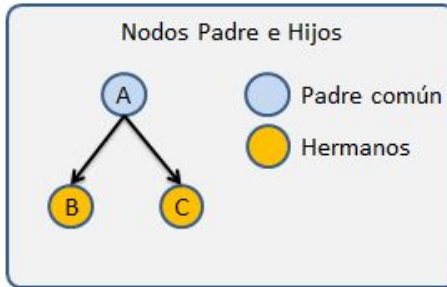 Nodos Padre e Hijos
A
Padre común
Hermanos
B
C